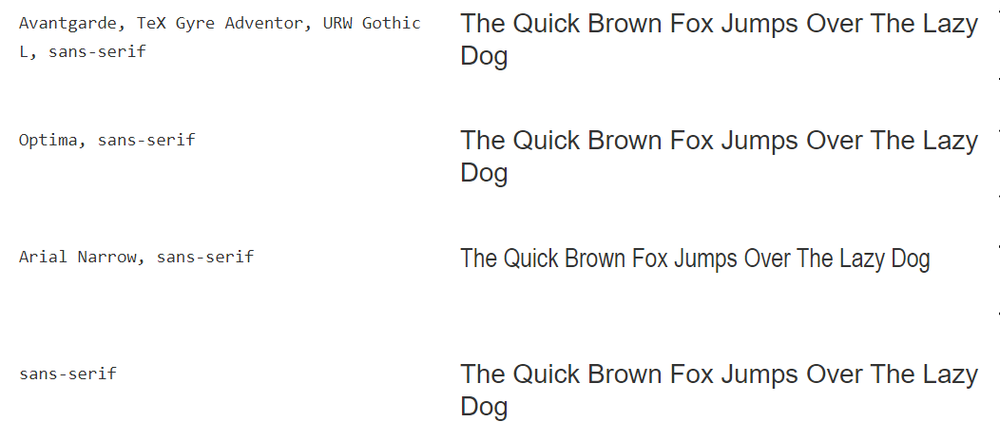 Avantgarde, TeX Gyre Adventor, URW Gothic
L, sans-serif
The Quick Brown Fox Jumps Over The Lazy
Dog
Optima, sans-serif
The Quick Brown Fox Jumps Over The Lazy
Dog
Arial Narrow, sans-serif
The Quick Brown Fox Jumps Over The Lazy Dog
sans-serif
The Quick Brown Fox Jumps Over The Lazy
Dog